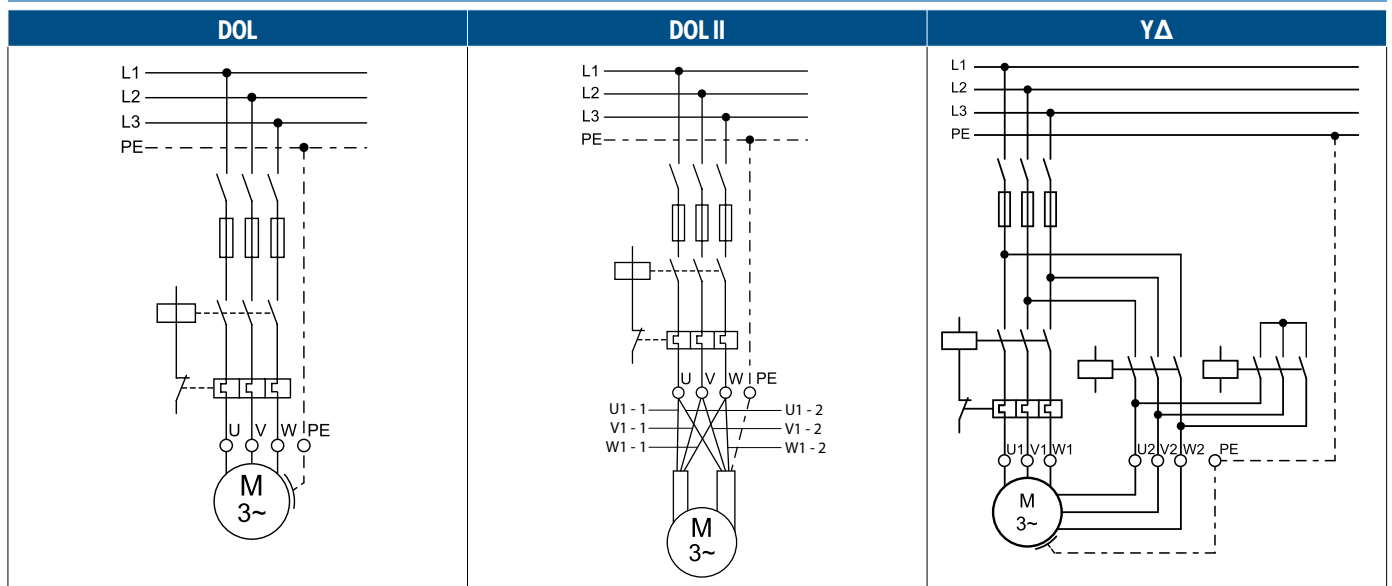 DOL
L1
L2
L3
PE
U V W PE
M
3~
DOL II
L1
L2
L3
PE
U V W PE
U1 - 1 U1 - 2
V1 - 1 V1 - 2
W1 - 1 W1 - 2
M
3~
YΔ
L1
L2
L3
PE
U1 V1 W1 U2 V2 W2 PE
M
3~